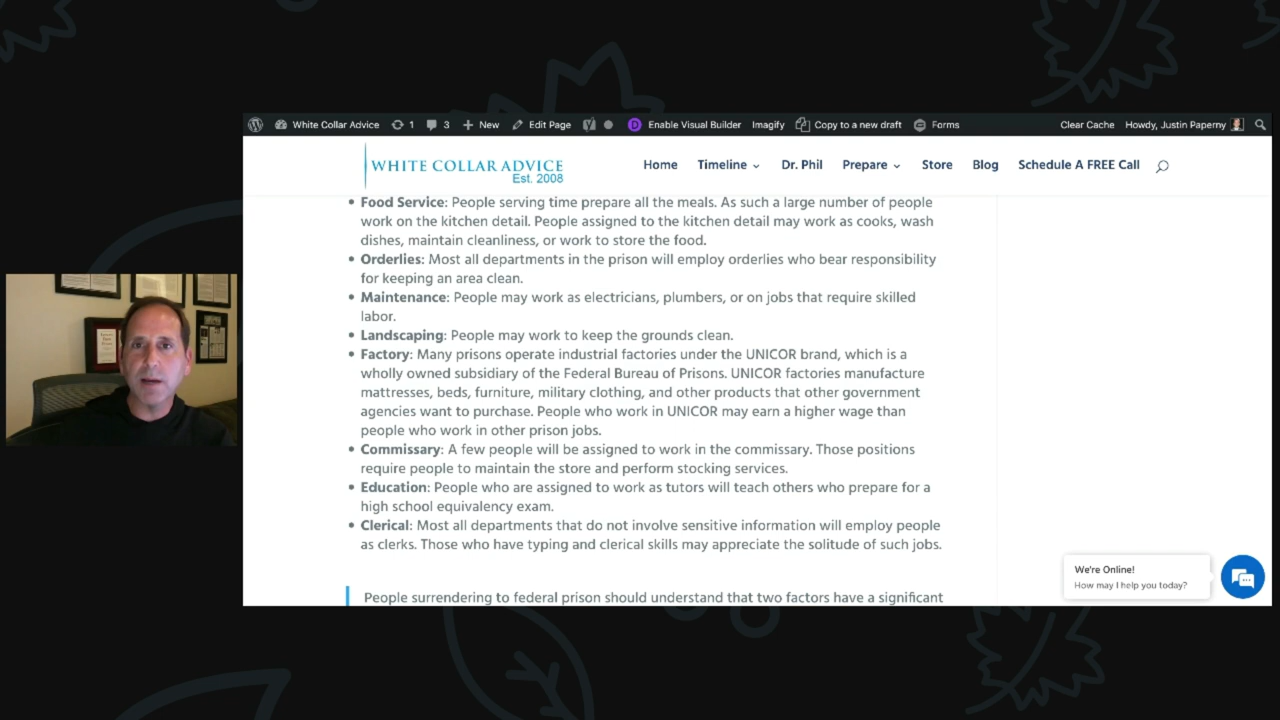 White Collar Advice 1 3 New Edit Page Enable Visual Builder Imagify Copy to a new draft Forms Clear Cache Howdy, Justin Paperny
WHITE COLLAR ADVICE
Est. 2008
Home Timeline Dr. Phil Prepare Store Blog Schedule A FREE Call
• Food Service: People serving time prepare all the meals. As such a large number of people
work on the kitchen detail. People assigned to the kitchen detail may work as cooks, wash
dishes, maintain cleanliness, or work to store the food.
• Orderlies: Most all departments in the prison will employ orderlies who bear responsibility
for keeping an area clean.
• Maintenance: People may work as electricians, plumbers, or on jobs that require skilled
labor.
• Landscaping: People may work to keep the grounds clean.
• Factory: Many prisons operate industrial factories under the UNICOR brand, which is a
wholly owned subsidiary of the Federal Bureau of Prisons. UNICOR factories manufacture
mattresses, beds, furniture, military clothing, and other products that other government
agencies want to purchase. People who work in UNICOR may earn a higher wage than
people who work in other prison jobs.
• Commissary: A few people will be assigned to work in the commissary. Those positions
require people to maintain the store and perform stocking services.
• Education: People who are assigned to work as tutors will teach others who prepare for a
high school equivalency exam.
• Clerical: Most all departments that do not involve sensitive information will employ people
as clerks. Those who have typing and clerical skills may appreciate the solitude of such jobs.
People surrendering to federal prison should understand that two factors have a significant
We're Online!
How may I help you today?